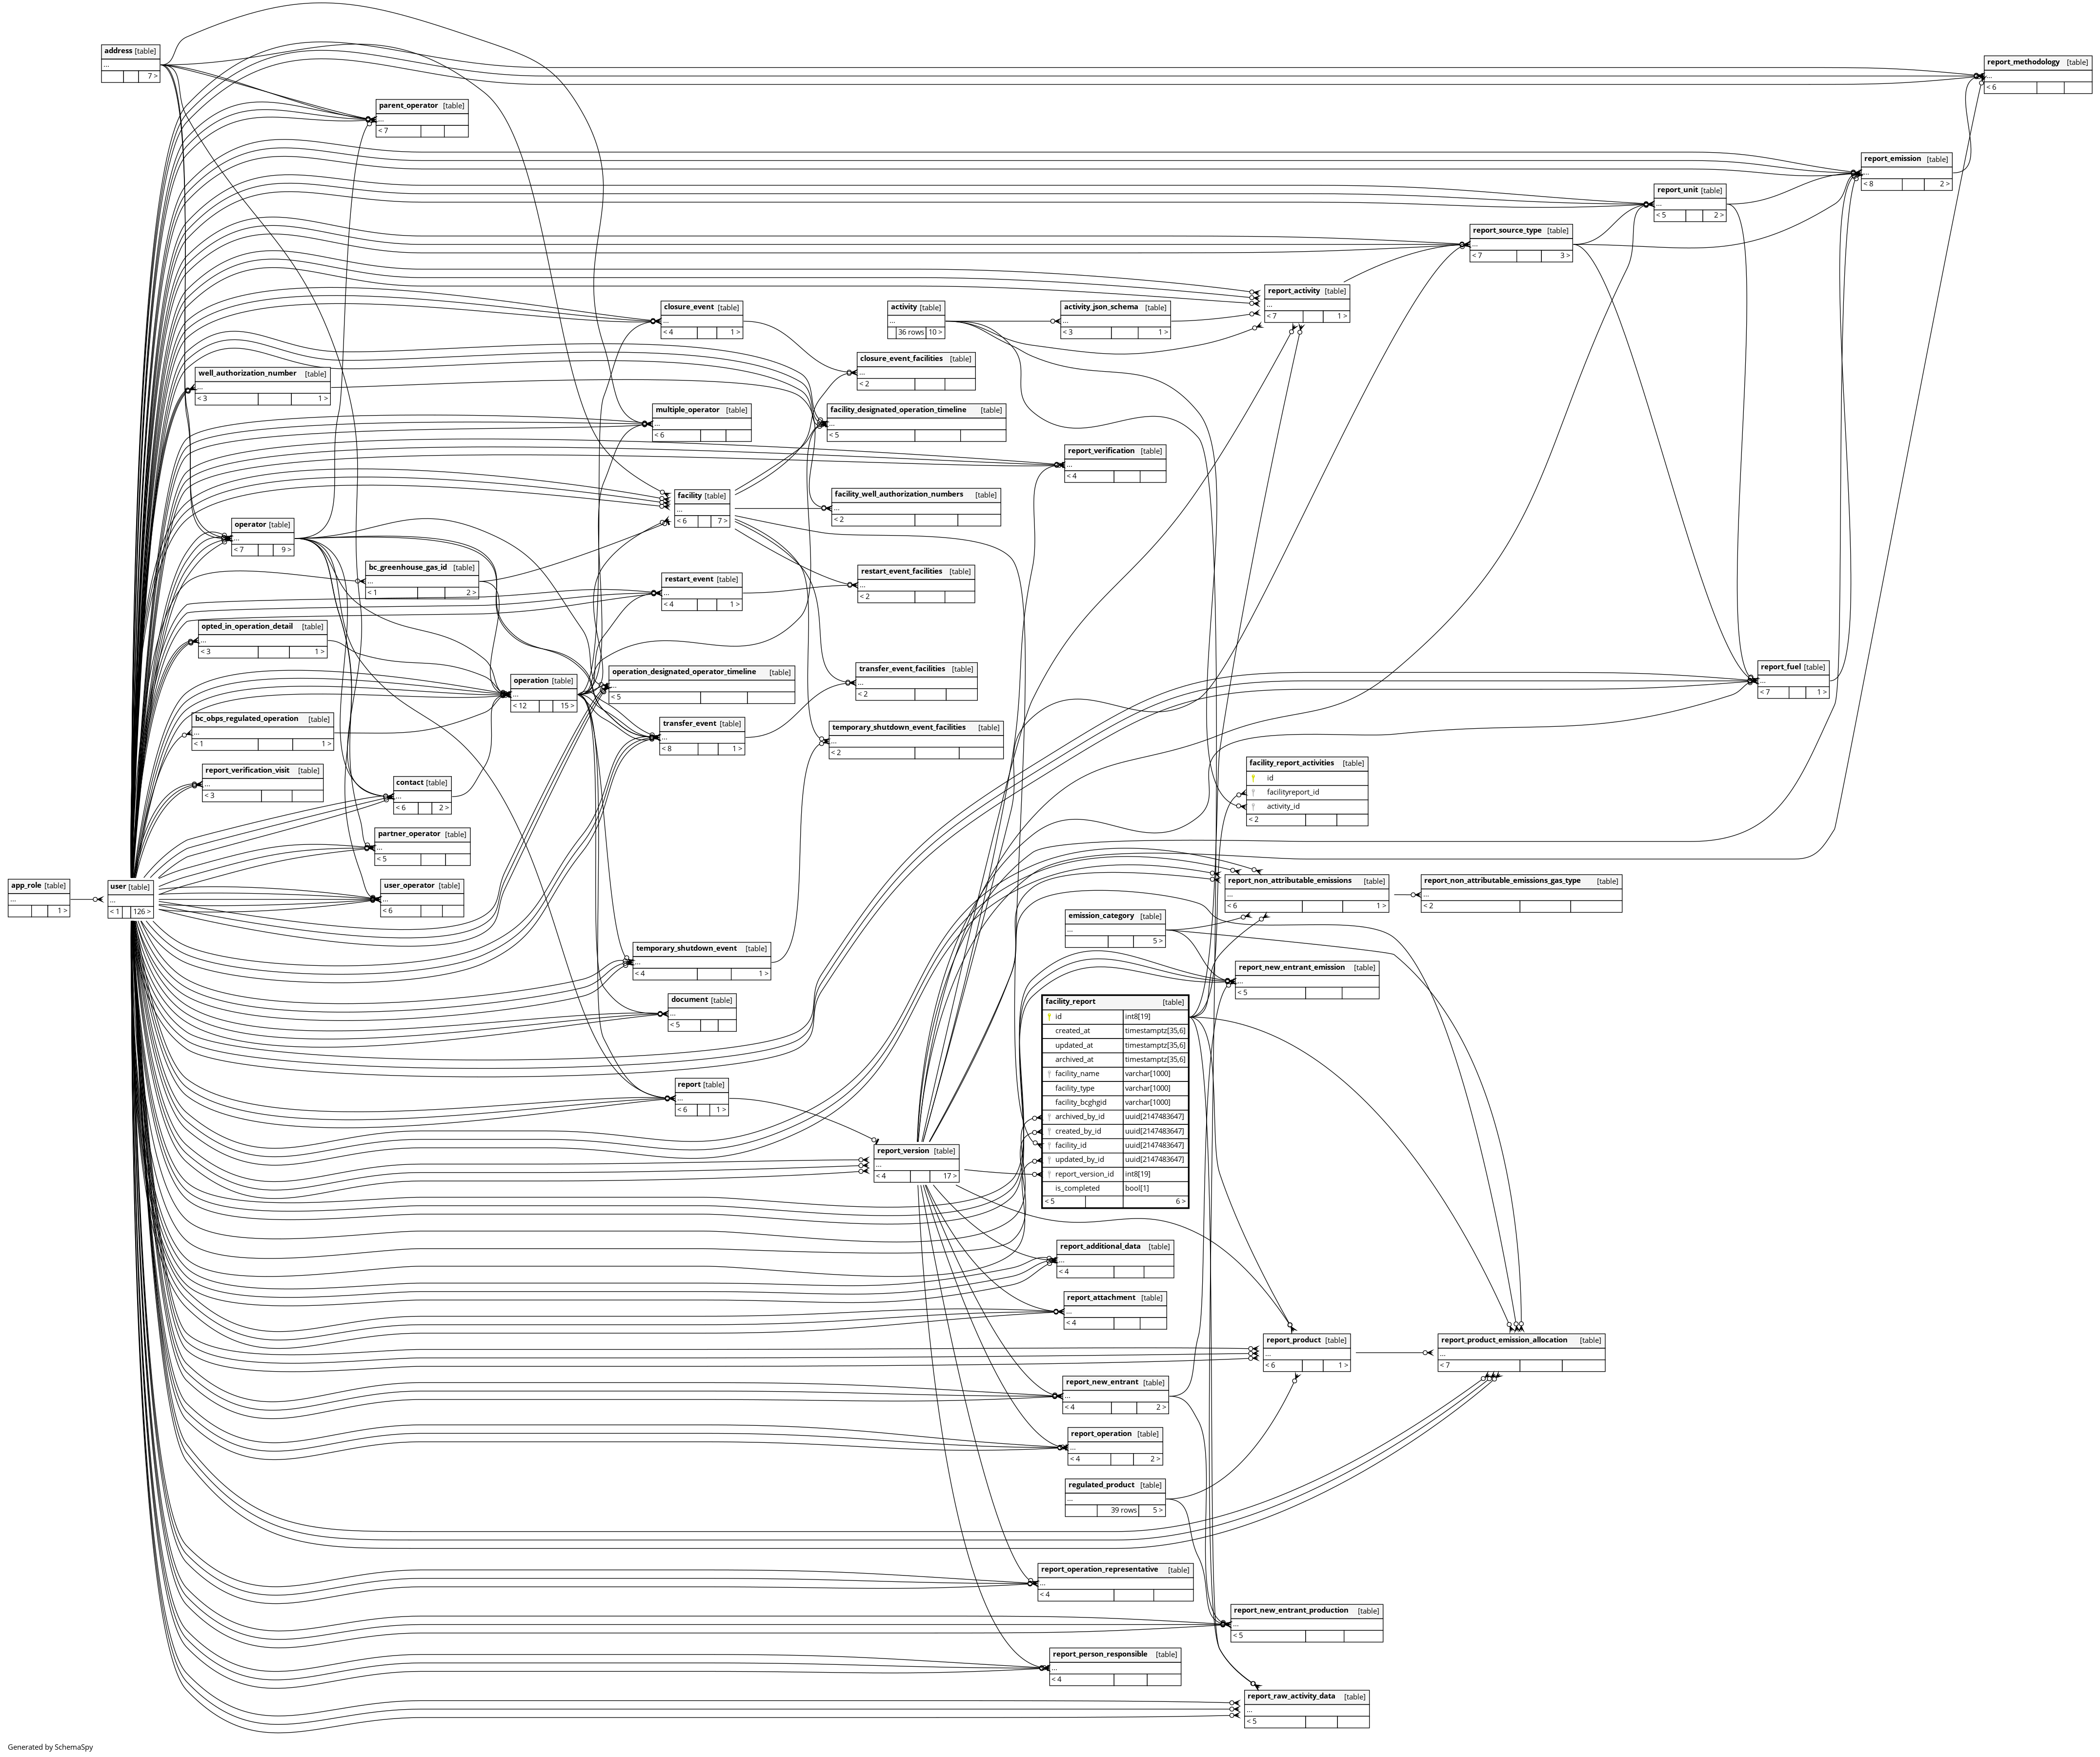 address [table]
...
7 >
report_methodology [table]
...
< 6
parent_operator [table]
...
< 7
report_emission [table]
...
< 8 2 >
report_unit [table]
...
< 5 2 >
report_source_type [table]
...
< 7 3 >
report_activity [table]
...
< 7 1 >
closure_event [table]
...
< 4 1 >
activity [table]
...
36 rows 10 >
activity_json_schema [table]
...
< 3 1 >
closure_event_facilities [table]
...
< 2
well_authorization_number [table]
...
< 3 1 >
multiple_operator [table]
...
< 6
facility_designated_operation_timeline [table]
...
< 5
report_verification [table]
...
< 4
facility [table]
...
< 6 7 >
facility_well_authorization_numbers [table]
...
< 2
operator [table]
...
< 7 9 >
bc_greenhouse_gas_id [table]
...
< 1 2 >
restart_event [table]
...
< 4 1 >
restart_event_facilities [table]
...
< 2
opted_in_operation_detail [table]
...
< 3 1 >
operation [table]
...
< 12 15 >
operation_designated_operator_timeline [table]
...
< 5
transfer_event_facilities [table]
...
< 2
report_fuel [table]
...
< 7 1 >
bc_obps_regulated_operation [table]
...
< 1 1 >
transfer_event [table]
...
< 8 1 >
temporary_shutdown_event_facilities [table]
...
< 2
report_verification_visit [table]
...
< 3
contact [table]
...
< 6 2 >
facility_report_activities [table]
id
facilityreport_id
activity_id
< 2
partner_operator [table]
...
< 5
app_role [table]
...
1 >
user [table]
...
< 1 126 >
user_operator [table]
...
< 6
report_non_attributable_emissions [table]
...
< 6 1 >
report_non_attributable_emissions_gas_type [table]
...
< 2
emission_category [table]
...
5 >
temporary_shutdown_event [table]
...
< 4 1 >
report_new_entrant_emission [table]
...
< 5
document [table]
...
< 5
facility_report [table]
id int8[19]
created_at timestamptz[35,6]
updated_at timestamptz[35,6]
archived_at timestamptz[35,6]
facility_name varchar[1000]
facility_type varchar[1000]
facility_bcghgid varchar[1000]
archived_by_id uuid[2147483647]
created_by_id uuid[2147483647]
facility_id uuid[2147483647]
updated_by_id uuid[2147483647]
report_version_id int8[19]
is_completed bool[1]
< 5 6 >
report [table]
...
< 6 1 >
report_version [table]
...
< 4 17 >
report_additional_data [table]
...
< 4
report_attachment [table]
...
< 4
report_product [table]
...
< 6 1 >
report_product_emission_allocation [table]
...
< 7
report_new_entrant [table]
...
< 4 2 >
report_operation [table]
...
< 4 2 >
regulated_product [table]
...
39 rows 5 >
report_operation_representative [table]
...
< 4
report_new_entrant_production [table]
...
< 5
report_person_responsible [table]
...
< 4
report_raw_activity_data [table]
...
< 5
Generated by SchemaSpy